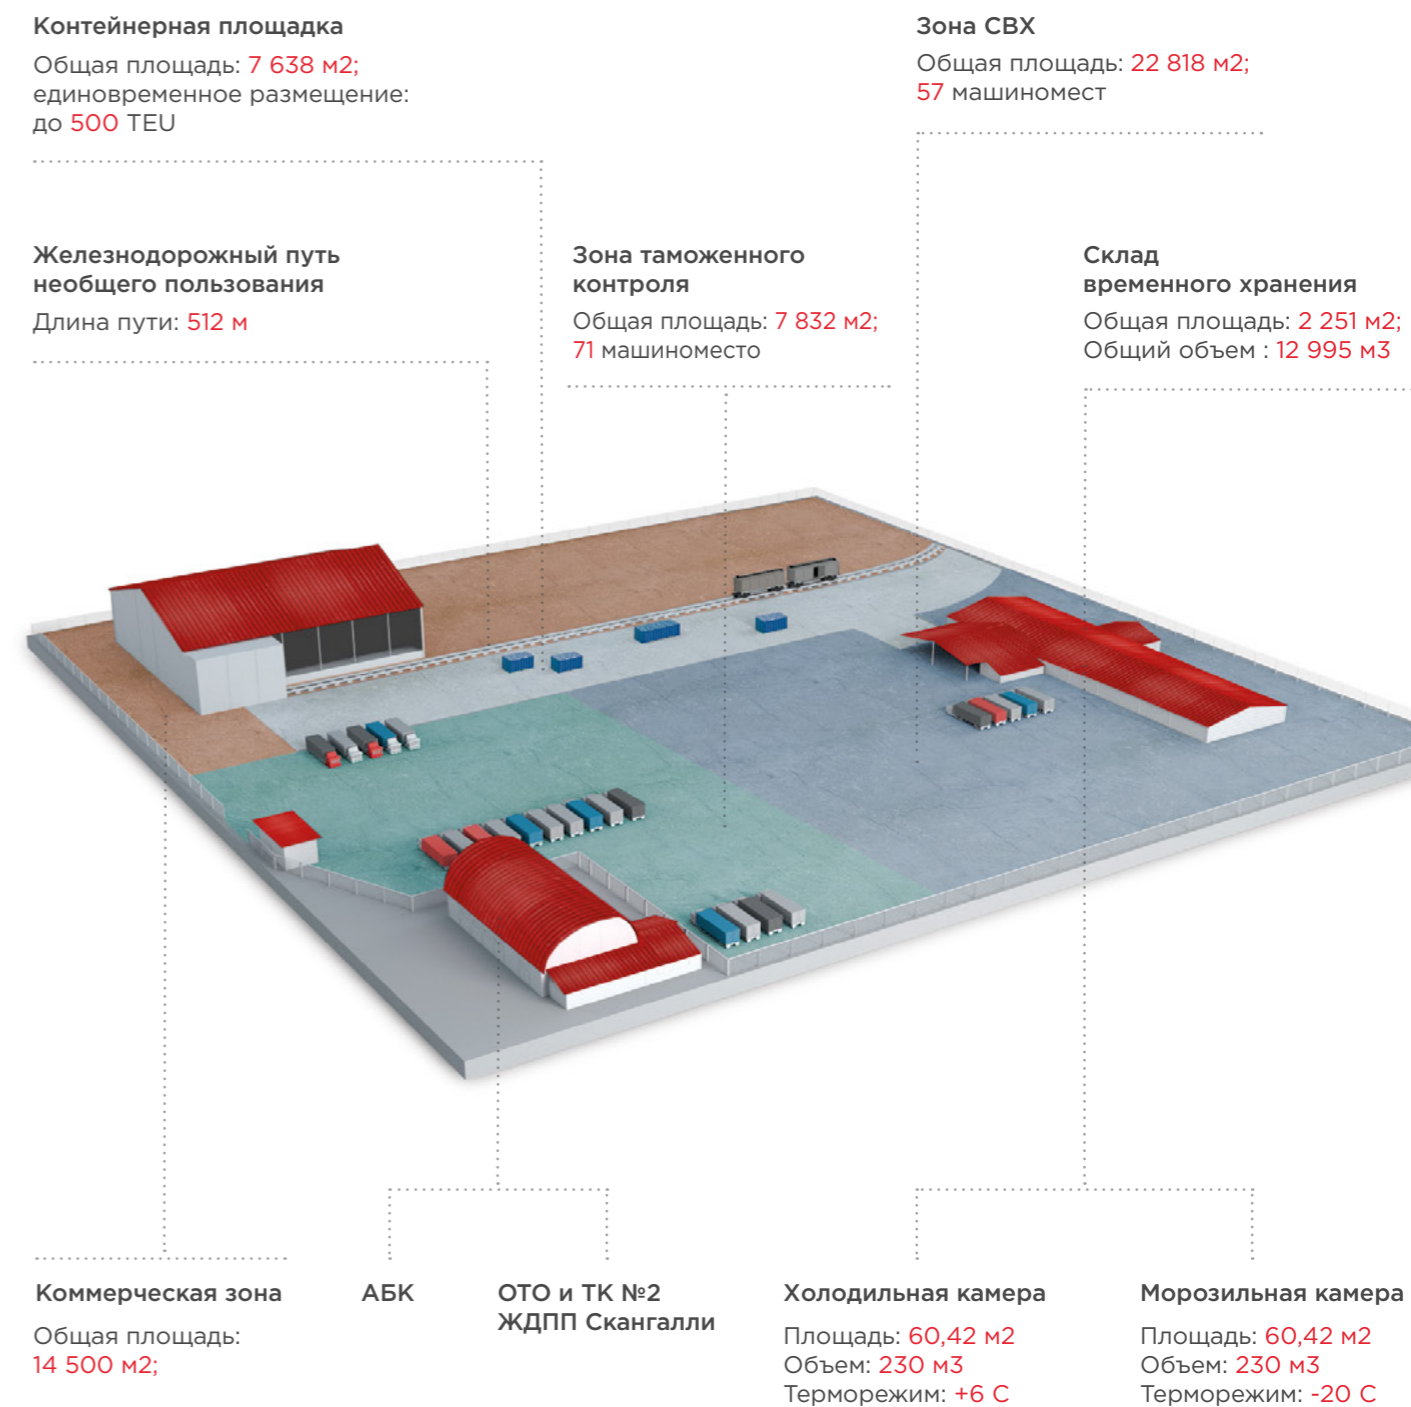 Контейнерная площадка
Общая площадь: 7 638 м2;
единовременное размещение:
до 500 TEU
Зона СВХ
Общая площадь: 22 818 м2;
57 машиномест
Железнодорожный путь
необщего пользования
Длина пути: 512 м
Зона таможенного
контроля
Общая площадь: 7 832 м2;
71 машиноместо
Склад
временного хранения
Общая площадь: 2 251 м2;
Общий объем : 12 995 м3
Коммерческая зона
Общая площадь:
14 500 м2;
АБК
ОТО и ТК №2
ЖДПП Скангалли
Холодильная камера
Площадь: 60,42 м2
Объем: 230 м3
Терморежим: +6 С
Морозильная камера
Площадь: 60,42 м2
Объем: 230 м3
Терморежим: -20 С